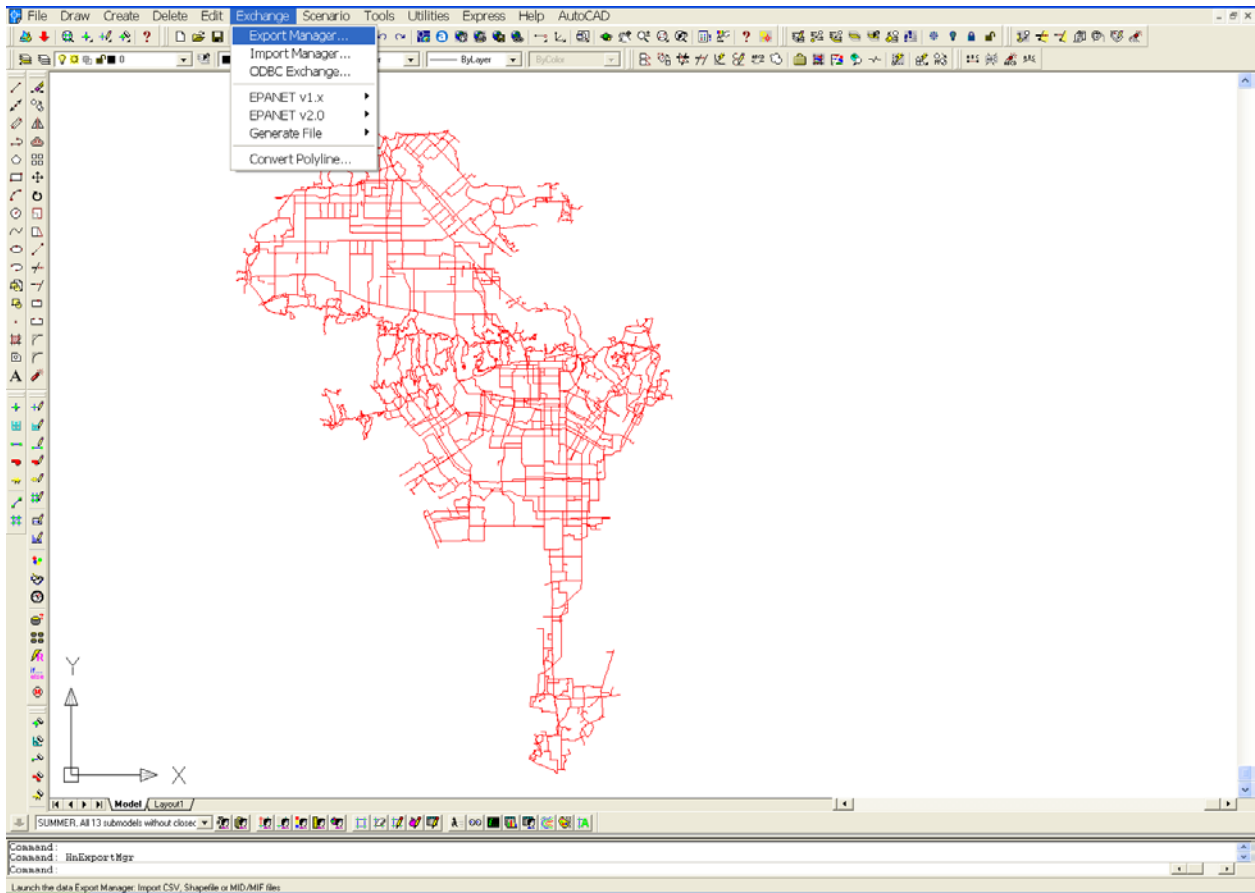 File Draw Create Delete Edit Exchange Scenario Tools Utilities Express Help AutoCAD
Export Manager...
Import Manager...
ODBC Exchange...
EPANET v1.x
EPANET v2.0
Generate File
Convert Polyline...
0
ByLayer
ByColor
A
Y
X
Model Layout1
SUMMER, All 13 submodels without closec
Command:
Command: HnExportMgr
Command:
Launch the data Export Manager: Import CSV, Shapefile or MID/MIF files